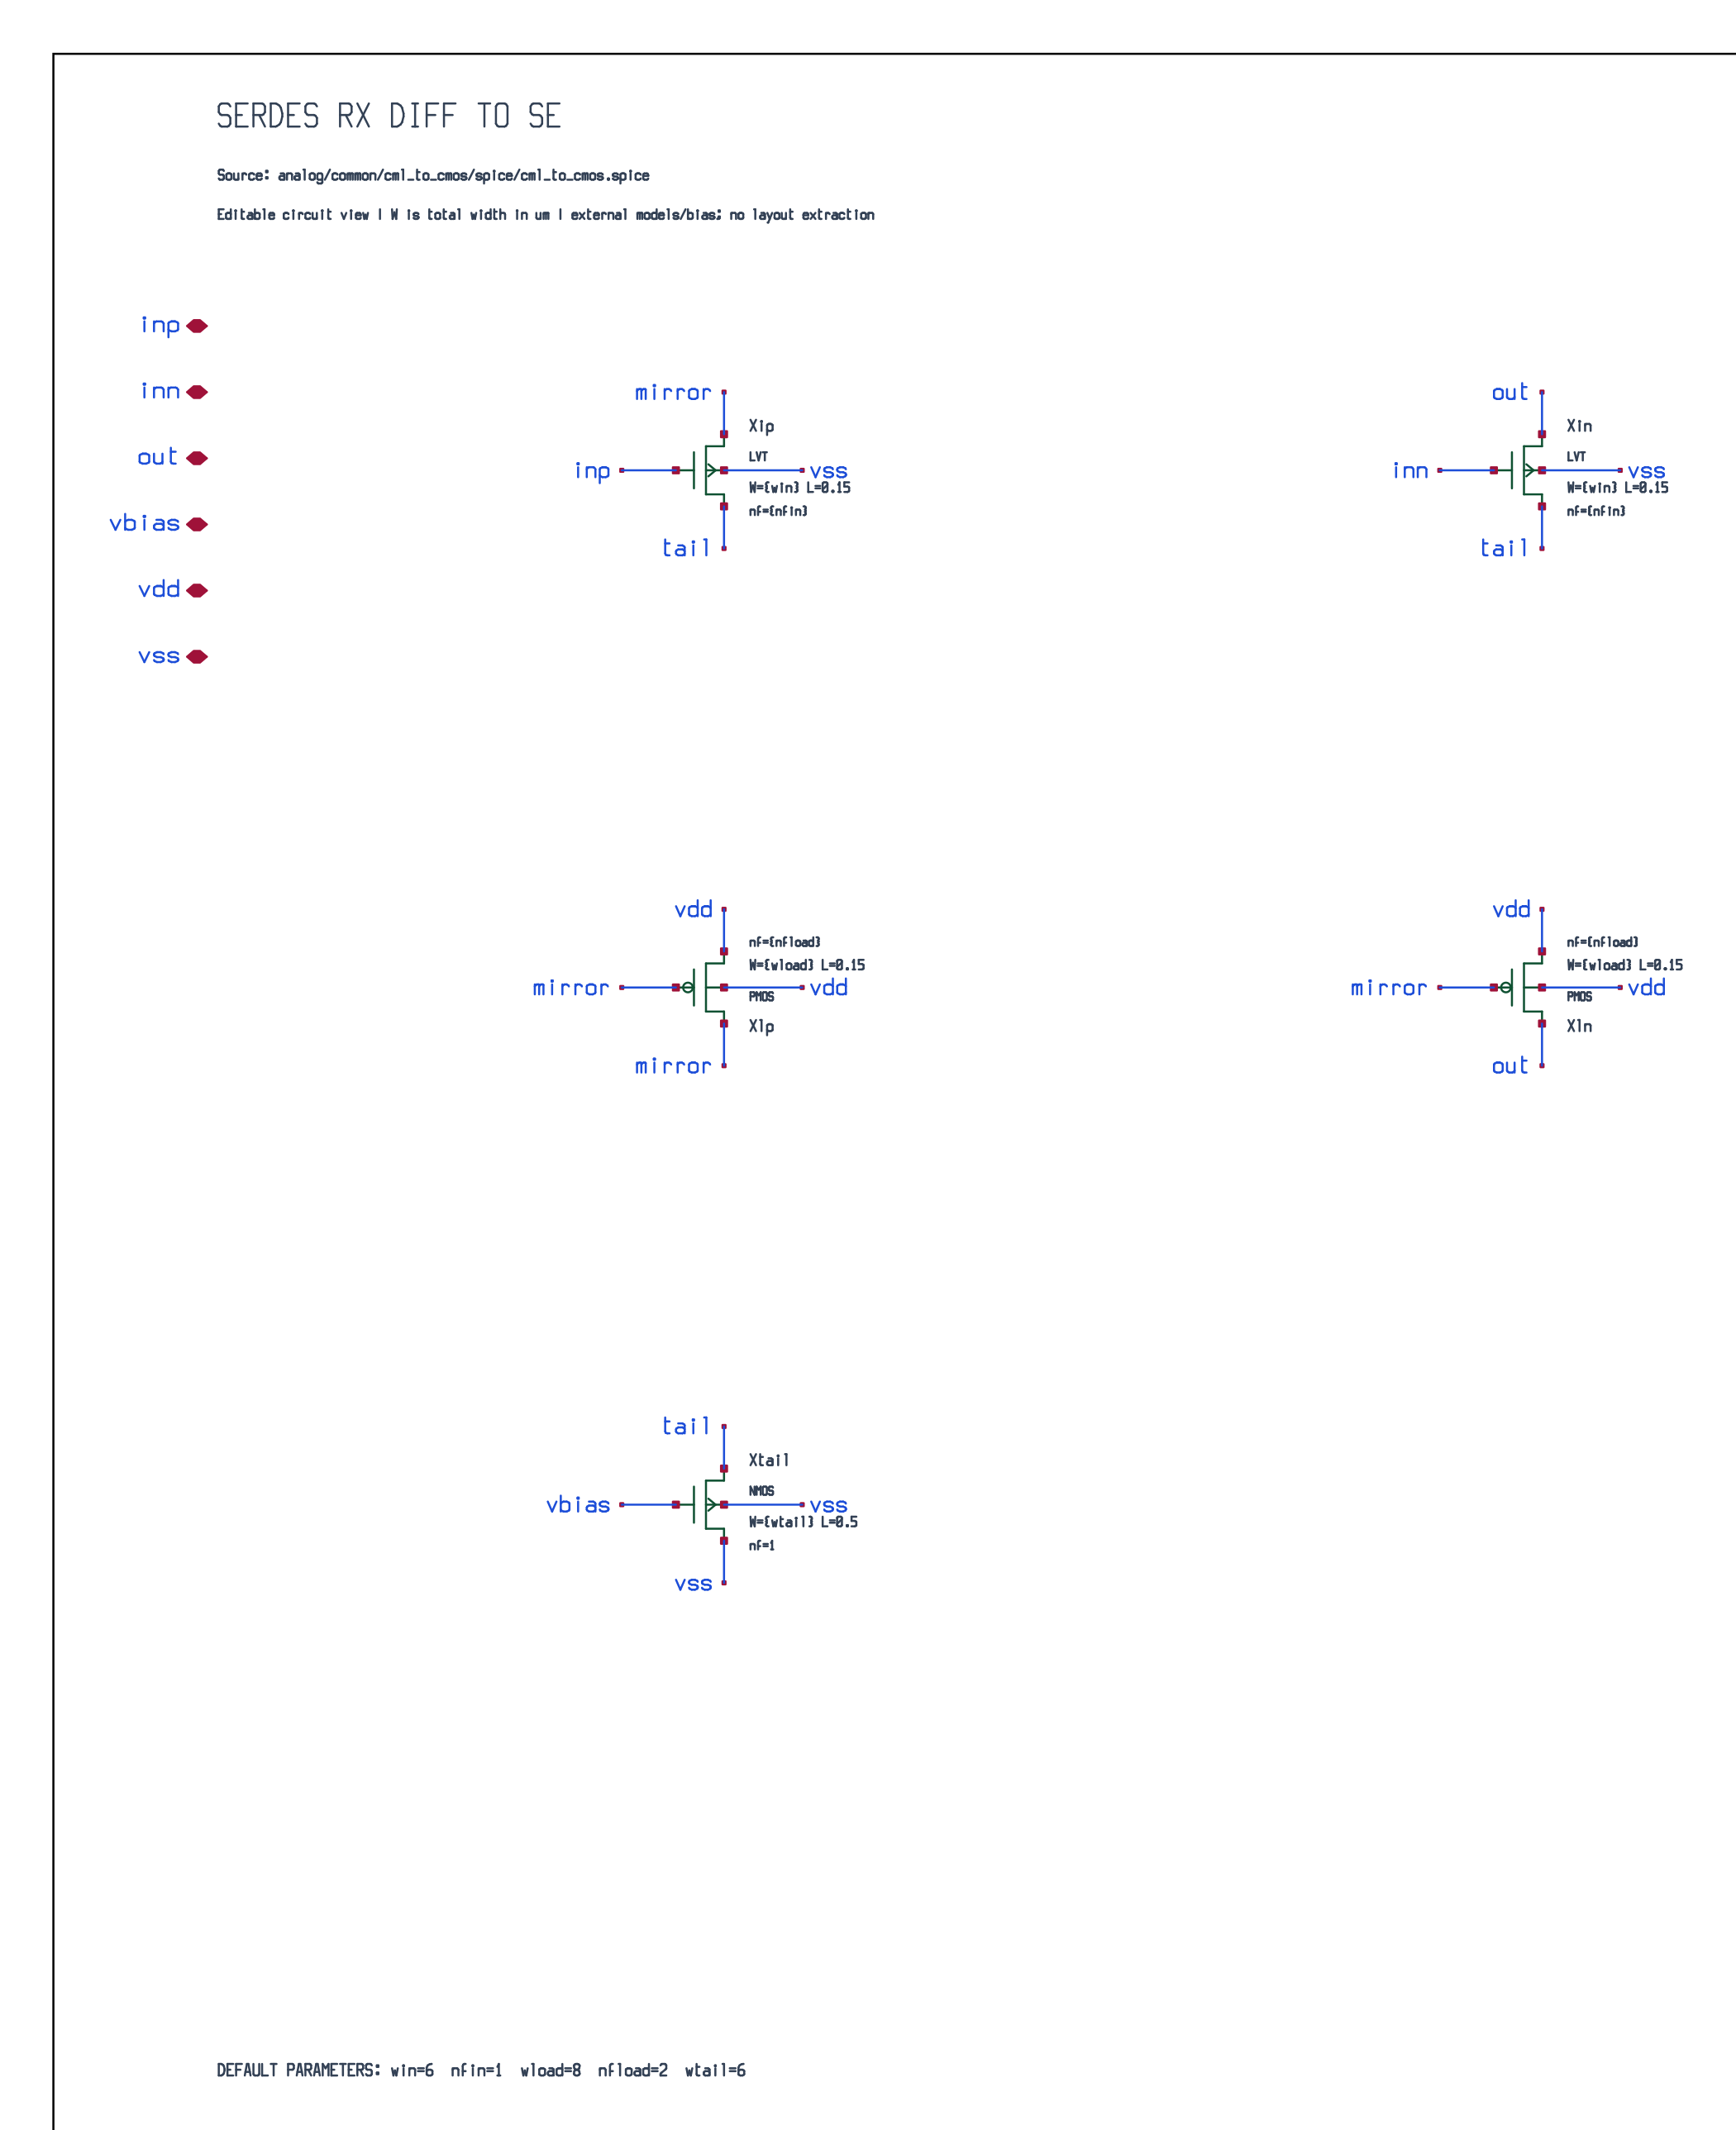 SERDES RX DIFF TO SE
Source: analog/common/cml_to_cmos/spice/cml_to_cmos.spice
Editable circuit view | W is total width in um | external models/bias; no layout extraction
inp
inn
out
vbias
vdd
vss
mirror
Xip
LVT
inp
vss
W={win} L=0.15
nf={nfin}
tail
out
Xin
LVT
inn
vss
W={win} L=0.15
nf={nfin}
tail
vdd
nf={nfload}
W={wload} L=0.15
mirror
vdd
PMOS
Xlp
mirror
vdd
nf={nfload}
W={wload} L=0.15
mirror
vdd
PMOS
Xln
out
tail
Xtail
NMOS
vbias
vss
W={wtail} L=0.5
nf=1
vss
DEFAULT PARAMETERS: win=6 nfin=1 wload=8 nfload=2 wtail=6